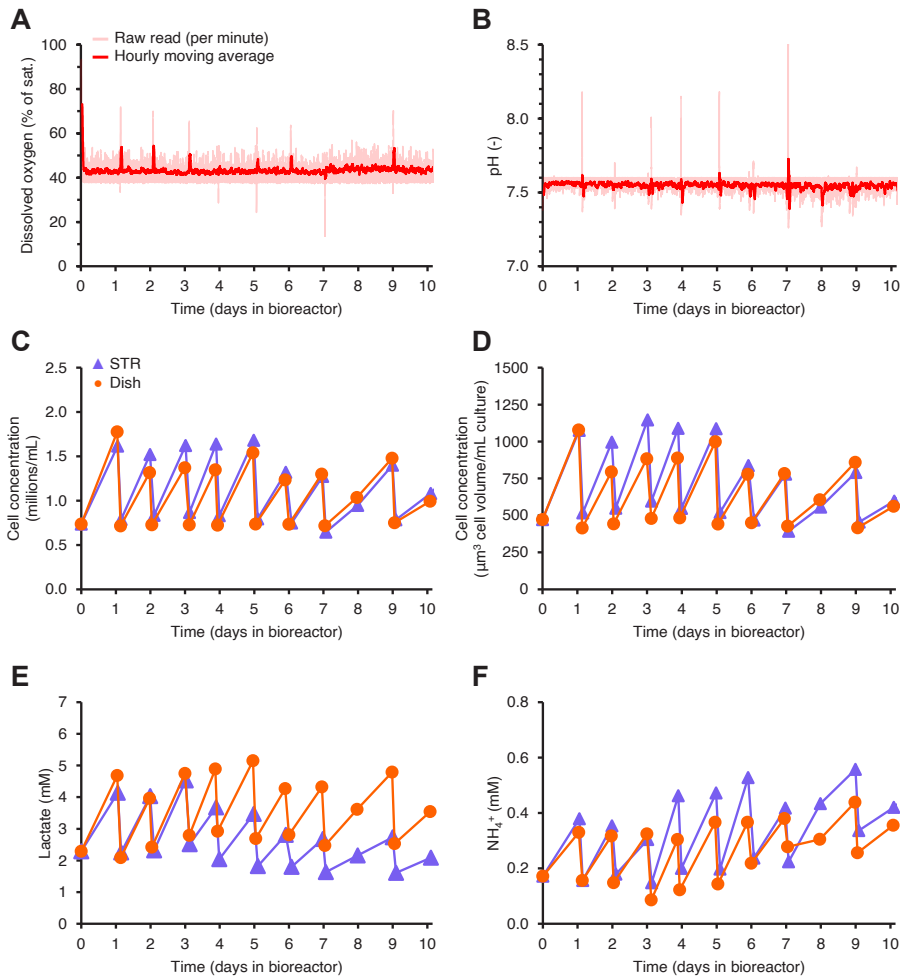 A
Raw read (per minute)
Hourly moving average
Dissolved oxygen (% of sat.)
100
80
60
40
20
0
0 1 2 3 4 5 6 7 8 9 10
Time (days in bioreactor)
B
pH (-)
8.5
8.0
7.5
7.0
0 1 2 3 4 5 6 7 8 9 10
Time (days in bioreactor)
C
STR
Dish
Cell concentration
(millions/mL)
2.5
2.0
1.5
1.0
0.5
0.0
0 1 2 3 4 5 6 7 8 9 10
Time (days in bioreactor)
D
Cell concentration
(µm³ cell volume/mL culture)
1500
1250
1000
750
500
250
0
0 1 2 3 4 5 6 7 8 9 10
Time (days in bioreactor)
E
Lactate (mM)
7
6
5
4
3
2
1
0
0 1 2 3 4 5 6 7 8 9 10
Time (days in bioreactor)
F
NH₄⁺ (mM)
0.8
0.6
0.4
0.2
0.0
0 1 2 3 4 5 6 7 8 9 10
Time (days in bioreactor)